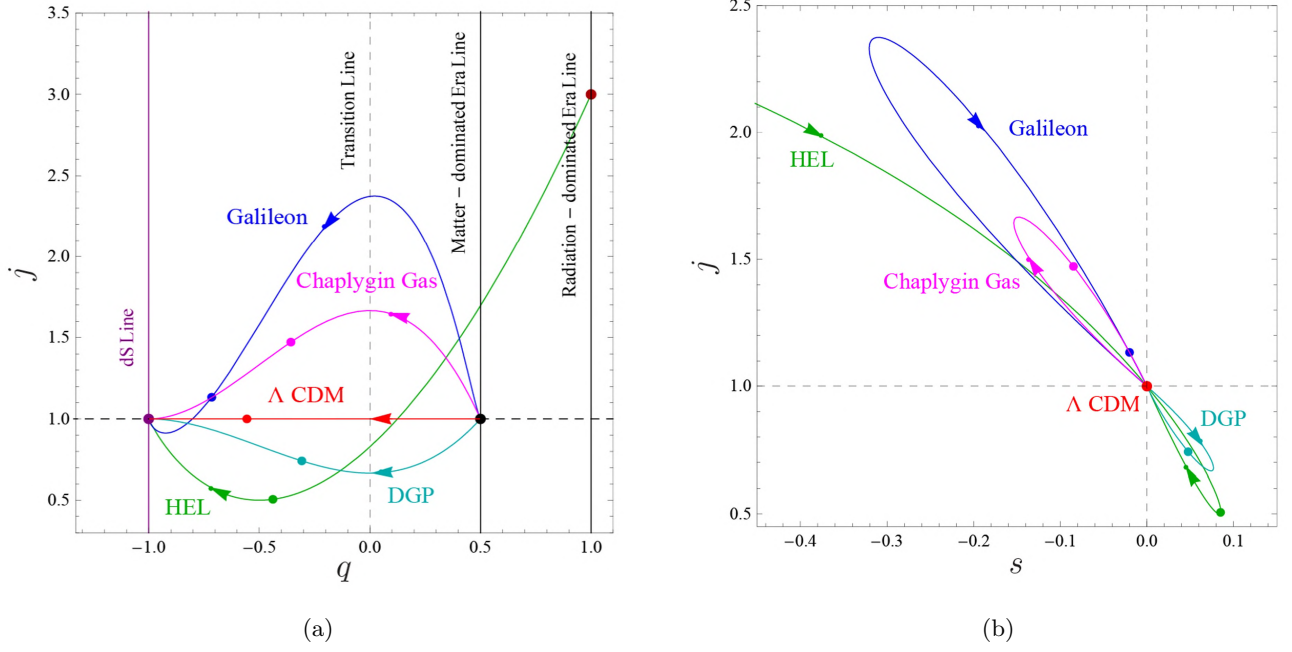 3.5
3.0
2.5
2.0
1.5
1.0
0.5
j
−1.0
−0.5
0.0
0.5
1.0
q
dS Line
Transition Line
Matter − dominated Era Line
Radiation − dominated Era Line
Galileon
Chaplygin Gas
Λ CDM
HEL
DGP
(a)
2.5
2.0
1.5
1.0
0.5
j
−0.4
−0.3
−0.2
−0.1
0.0
0.1
s
Galileon
HEL
Chaplygin Gas
Λ CDM
DGP
(b)